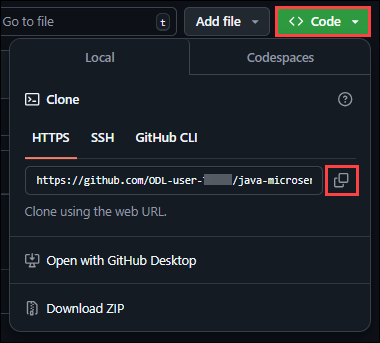 Go to file t Add file Code
Local Codespaces
Clone
HTTPS SSH GitHub CLI
https://github.com/ODL-user- /java-microser
Clone using the web URL.
Open with GitHub Desktop
Download ZIP